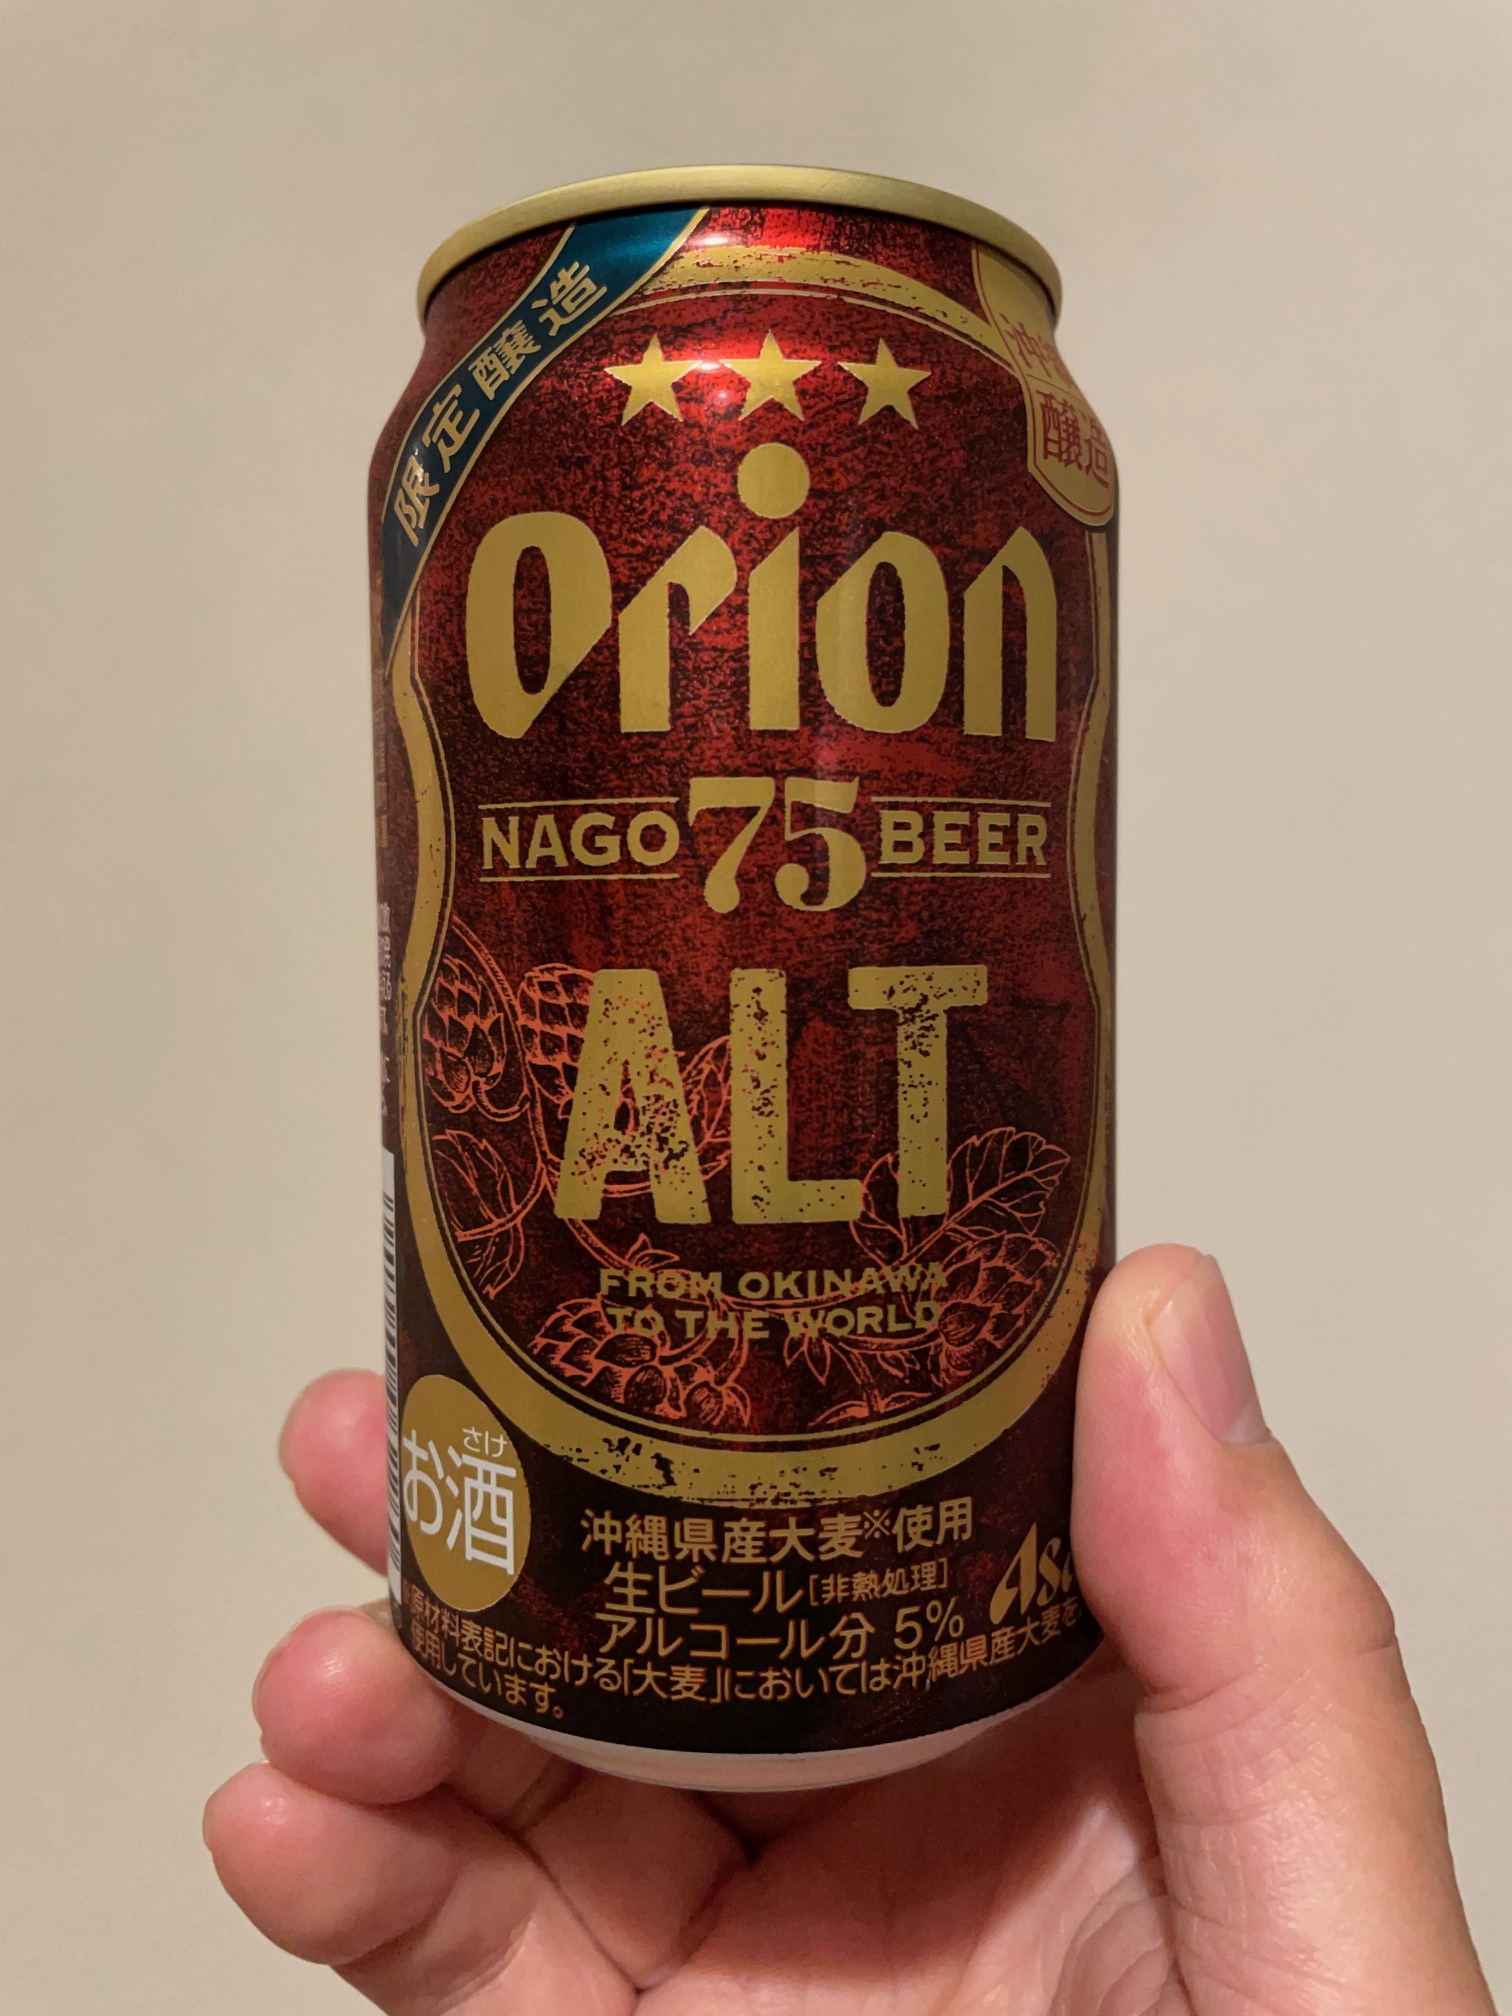 限定醸造
沖縄
醸造
orion
NAGO 75 BEER
ALT
FROM OKINAWA
TO THE WORLD
さけ
お酒
沖縄県産大麦※使用
生ビール[非熱処理]
アルコール分 5%
※原材料表記における「大麦」においては沖縄県産大麦を
使用しています。